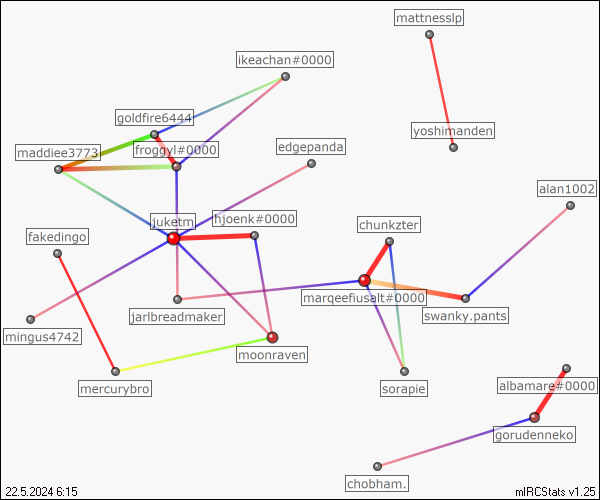 mattnesslp
ikeachan#0000
goldfire6444
yoshimanden
froggyl#0000
maddiee3773
edgepanda
alan1002
juketm
hjoenk#0000
chunkzter
fakedingo
marqeefiusalt#0000
jarlbreadmaker
swanky.pants
mingus4742
moonraven
mercurybro
sorapie
albamare#0000
gorudenneko
chobham.
22.5.2024 6:15
mIRCStats v1.25